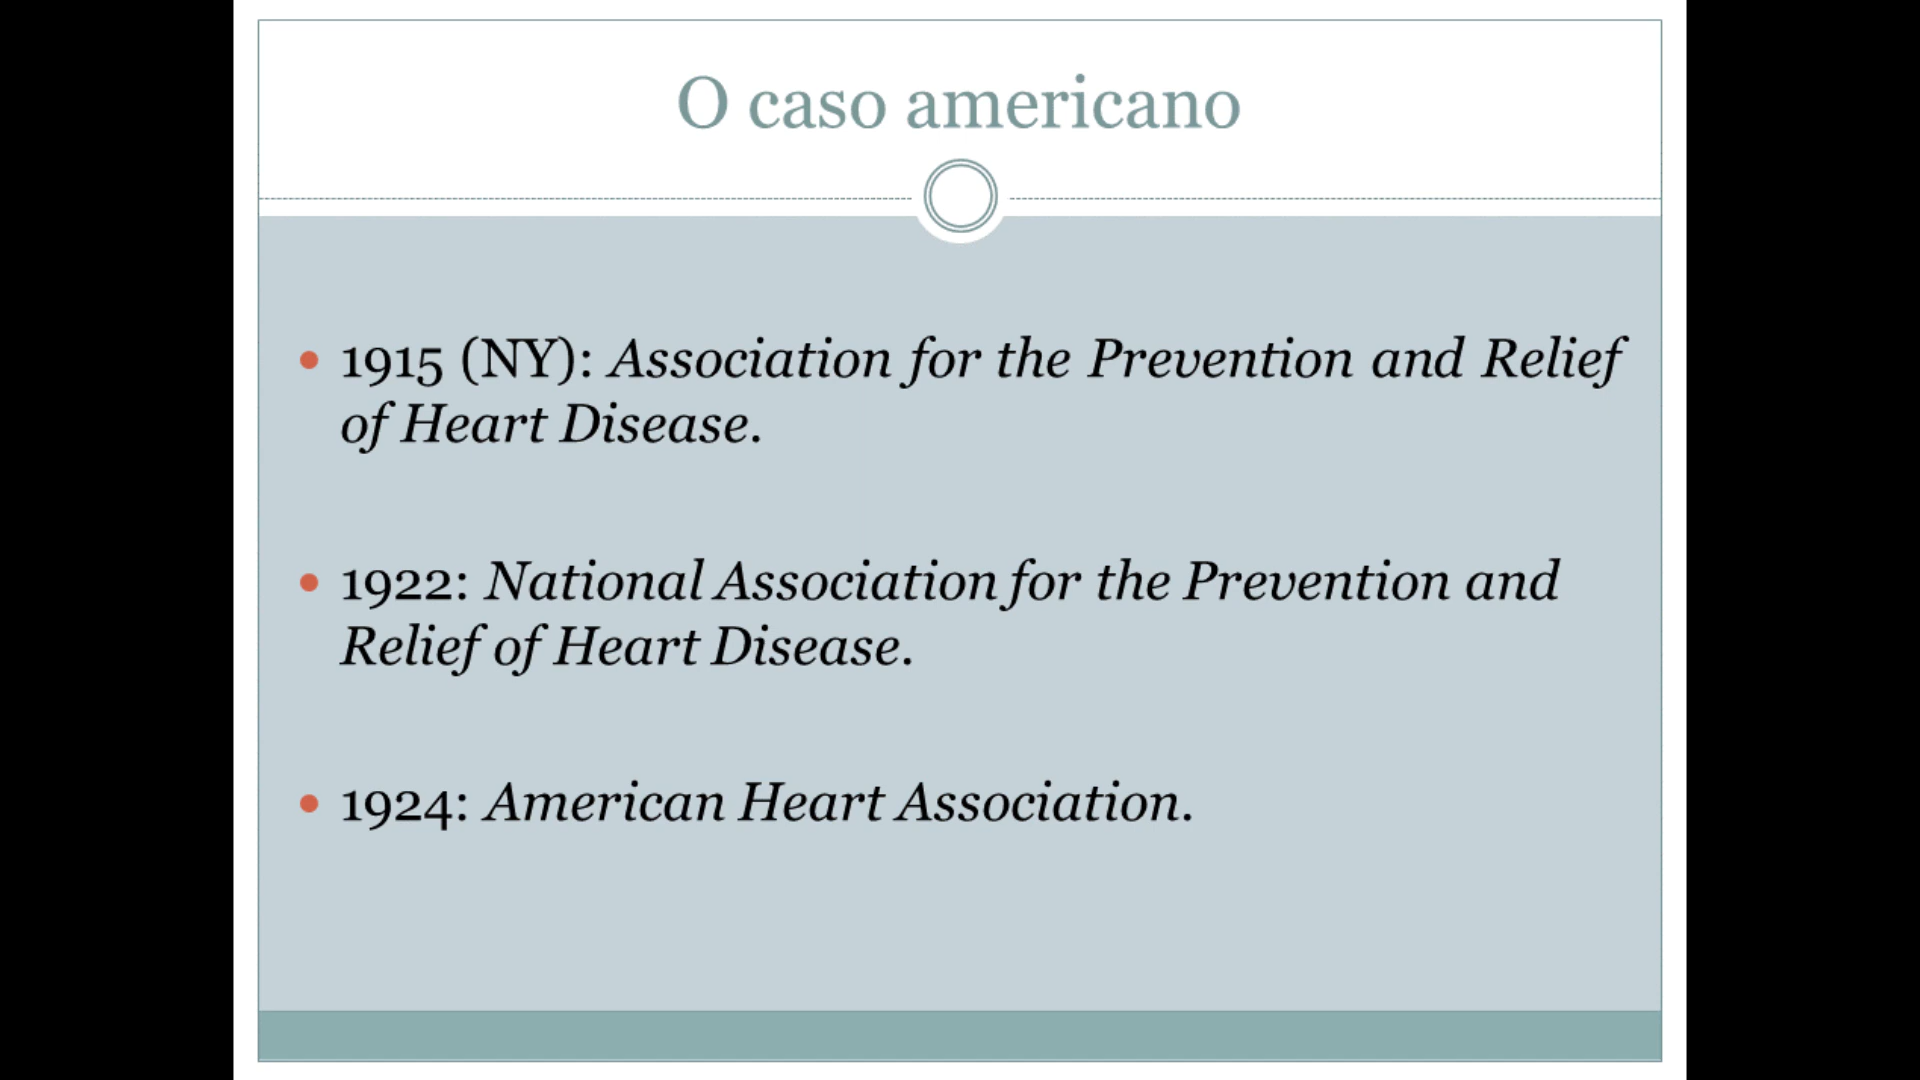 O caso americano
• 1915 (NY): Association for the Prevention and Relief
of Heart Disease.
• 1922: National Association for the Prevention and
Relief of Heart Disease.
• 1924: American Heart Association.